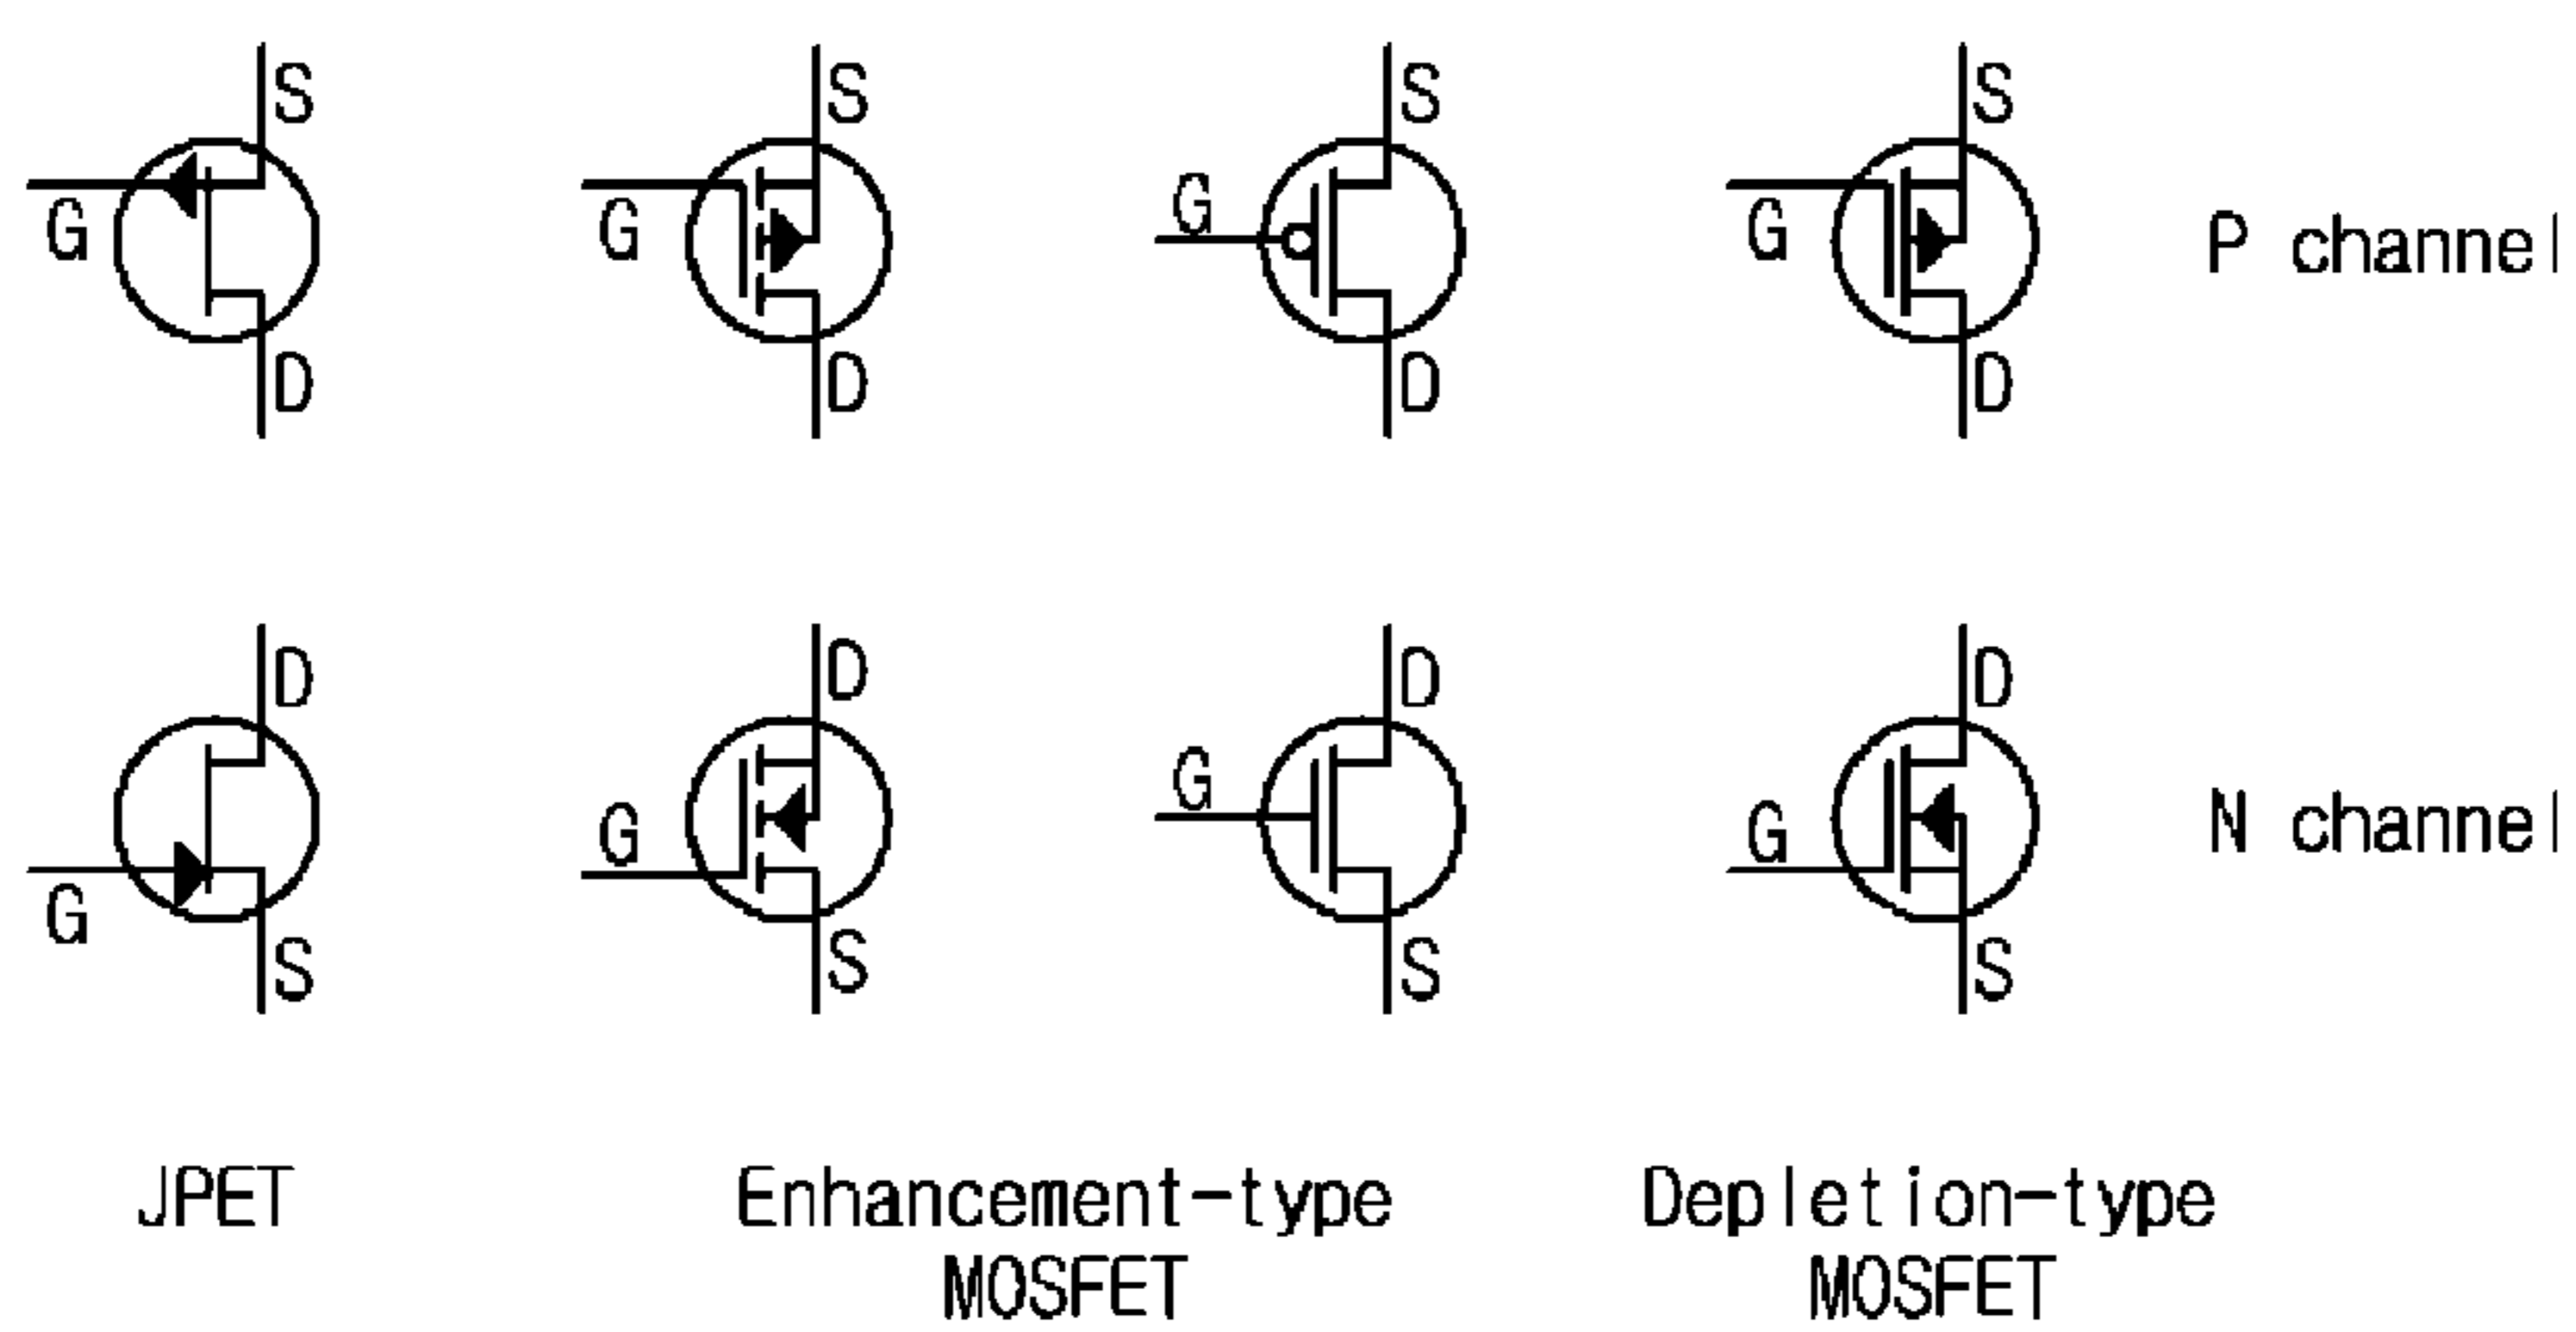 S S S S
G G G G P channel
D D D D
D D D D
G G G G N channel
S S S S
JPET Enhancement-type Depletion-type
MOSFET MOSFET